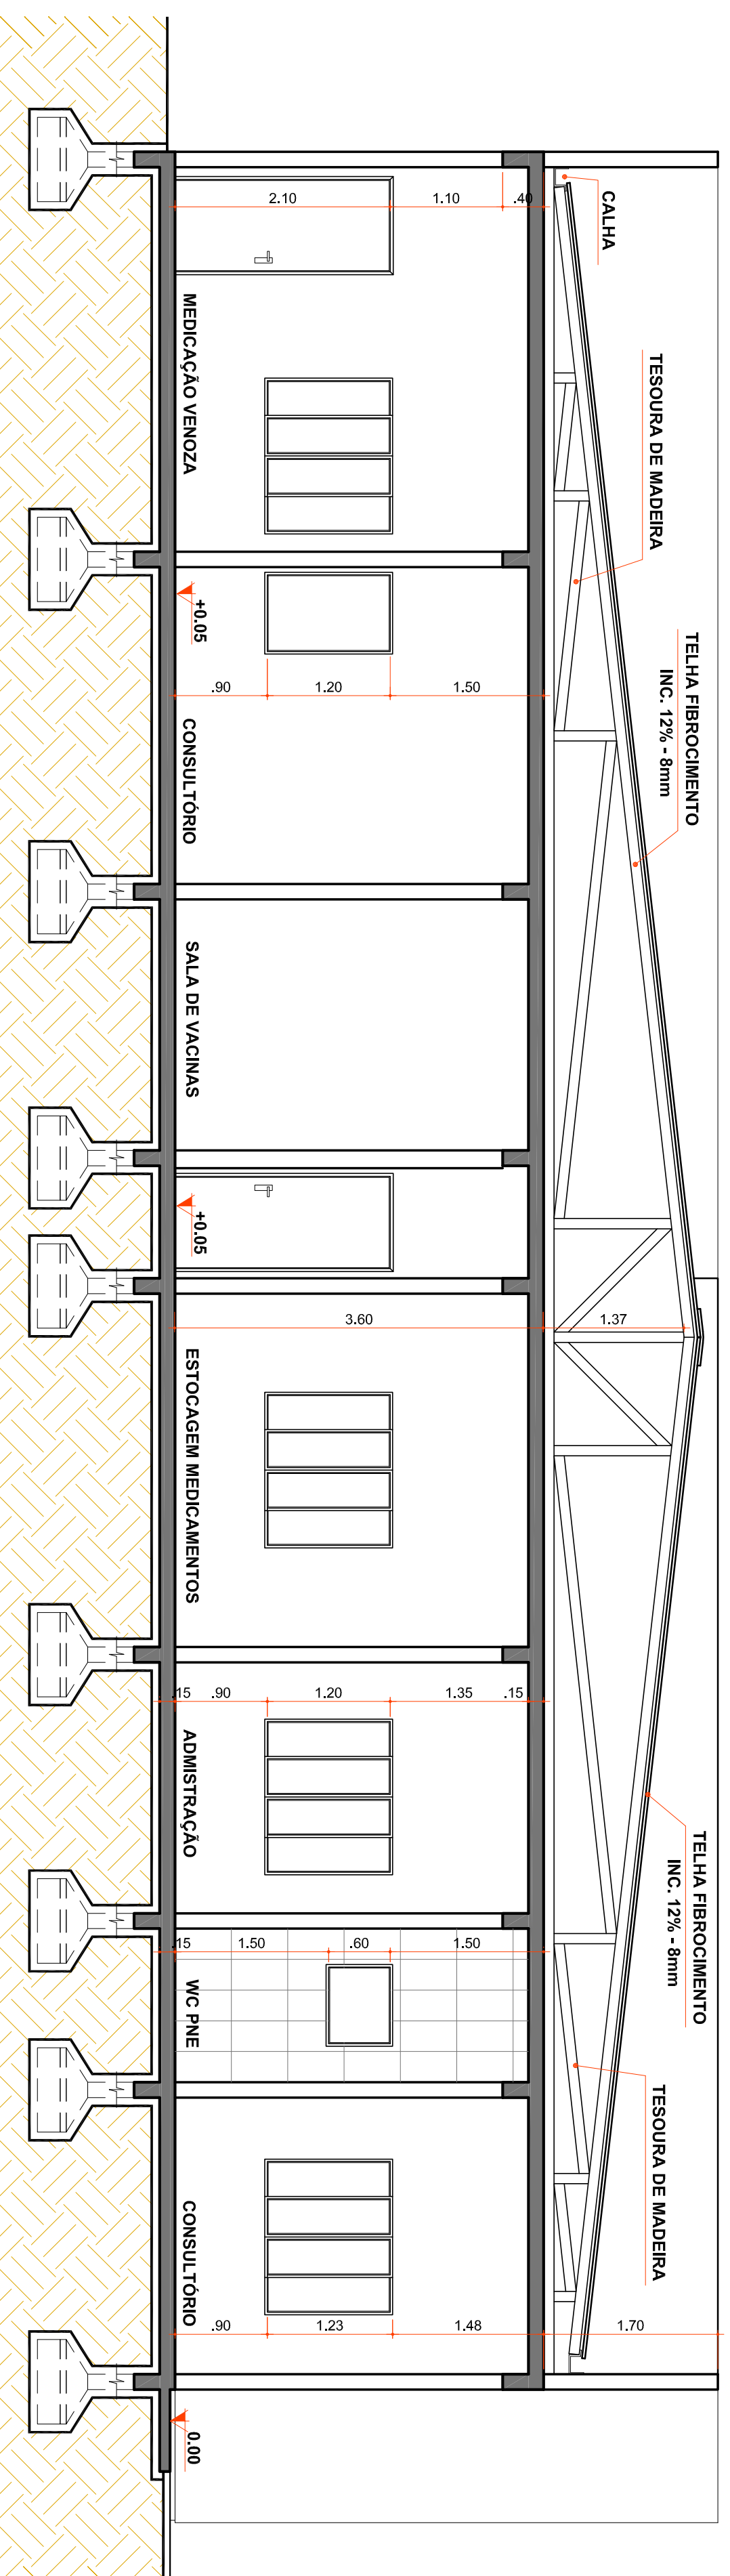 CALHA
TESOURA DE MADEIRA
TELHA FIBROCIMENTO
INC. 12% - 8mm
TELHA FIBROCIMENTO
INC. 12% - 8mm
TESOURA DE MADEIRA
2.10
1.10
.40
MEDICAÇÃO VENOZA
+0.05
.90
1.20
1.50
CONSULTÓRIO
SALA DE VACINAS
+0.05
3.60
1.37
ESTOCAGEM MEDICAMENTOS
.15
.90
1.20
1.35
.15
ADMISTRAÇÃO
.15
1.50
.60
1.50
WC PNE
CONSULTÓRIO
.90
1.23
1.48
1.70
0.00